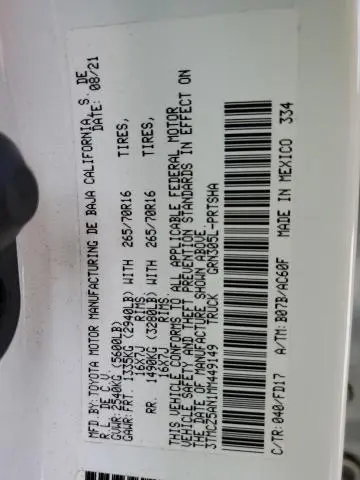 MFD.BY:TOYOTA MOTOR MANUFACTURING DE BAJA CALIFORNIA, S. DE
R.L. DE C.V. DATE: 08/21
GVWR:2540KG(5600LB)
GAWR:FRT. 1335KG (2940LB) WITH 265/70R16 TIRES,
16X7J RIMS
RR. 1490KG (3280LB) WITH 265/70R16 TIRES,
16X7J RIMS
THIS VEHICLE CONFORMS TO ALL APPLICABLE FEDERAL MOTOR
VEHICLE SAFETY AND THEFT PREVENTION STANDARDS IN EFFECT ON
THE DATE OF MANUFACTURE SHOWN ABOVE.
3TMCZ5AN1MM449149 TRUCK GRN305L-PRTSHA
C/TR:040/FD17 A/TM:B07B/AC60F MADE IN MEXICO 334